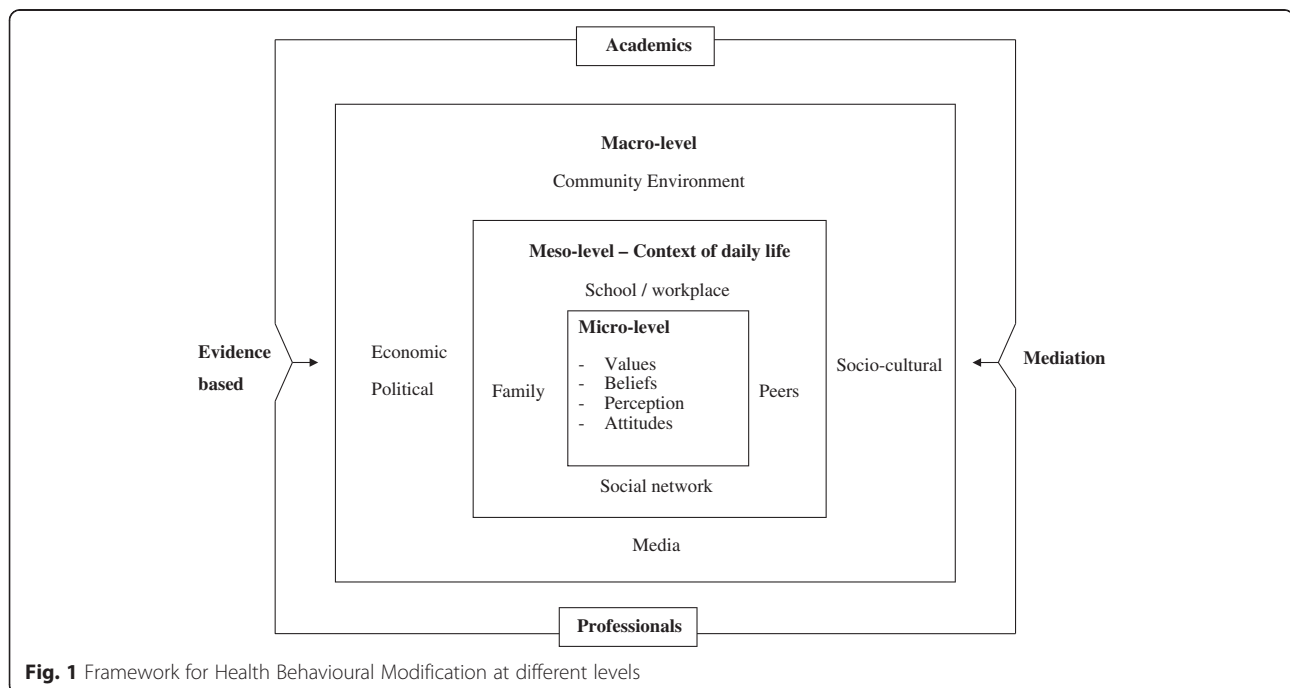 Academics
Macro-level
Community Environment
Meso-level – Context of daily life
School / workplace
Micro-level
- Values
- Beliefs
- Perception
- Attitudes
Evidence
based
Economic
Political
Family
Peers
Socio-cultural
Mediation
Social network
Media
Professionals
Fig. 1 Framework for Health Behavioural Modification at different levels